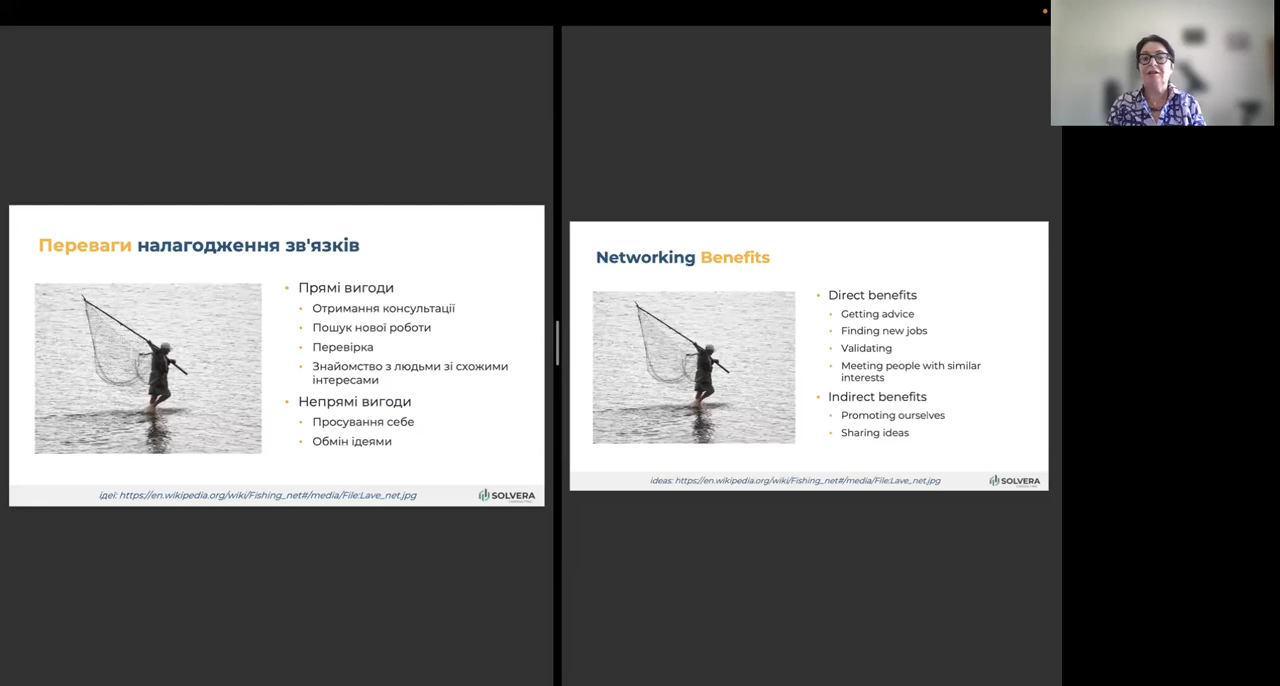 Переваги налагодження зв'язків
Прямі вигоди
Отримання консультації
Пошук нової роботи
Перевірка
Знайомство з людьми зі схожими
інтересами
Непрямі вигоди
Просування себе
Обмін ідеями
ідеї: https://en.wikipedia.org/wiki/Fishing_net#/media/File:Lave_net.jpg
SOLVERA
CONSULTING
Networking Benefits
Direct benefits
Getting advice
Finding new jobs
Validating
Meeting people with similar
interests
Indirect benefits
Promoting ourselves
Sharing ideas
ideas: https://en.wikipedia.org/wiki/Fishing_net#/media/File:Lave_net.jpg
SOLVERA
CONSULTING